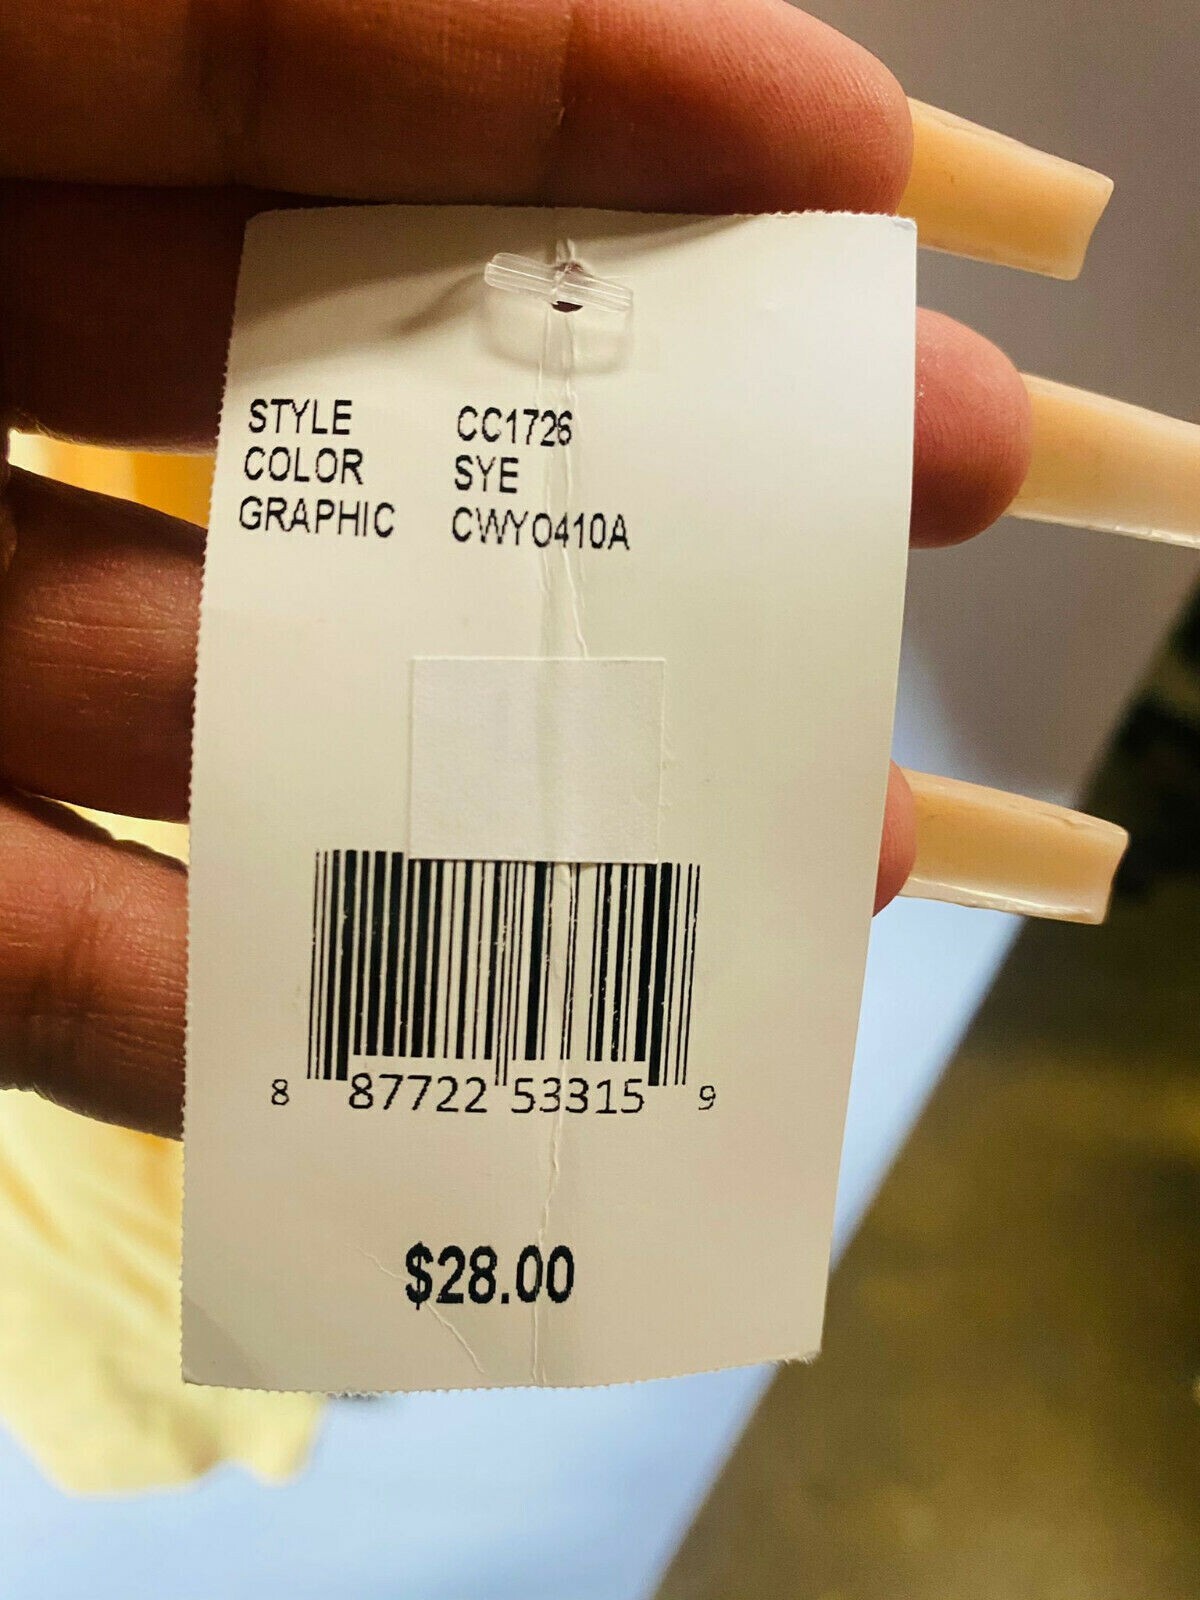 STYLE CC1726
COLOR SYE
GRAPHIC CWY0410A
8 87722 53315 9
$28.00